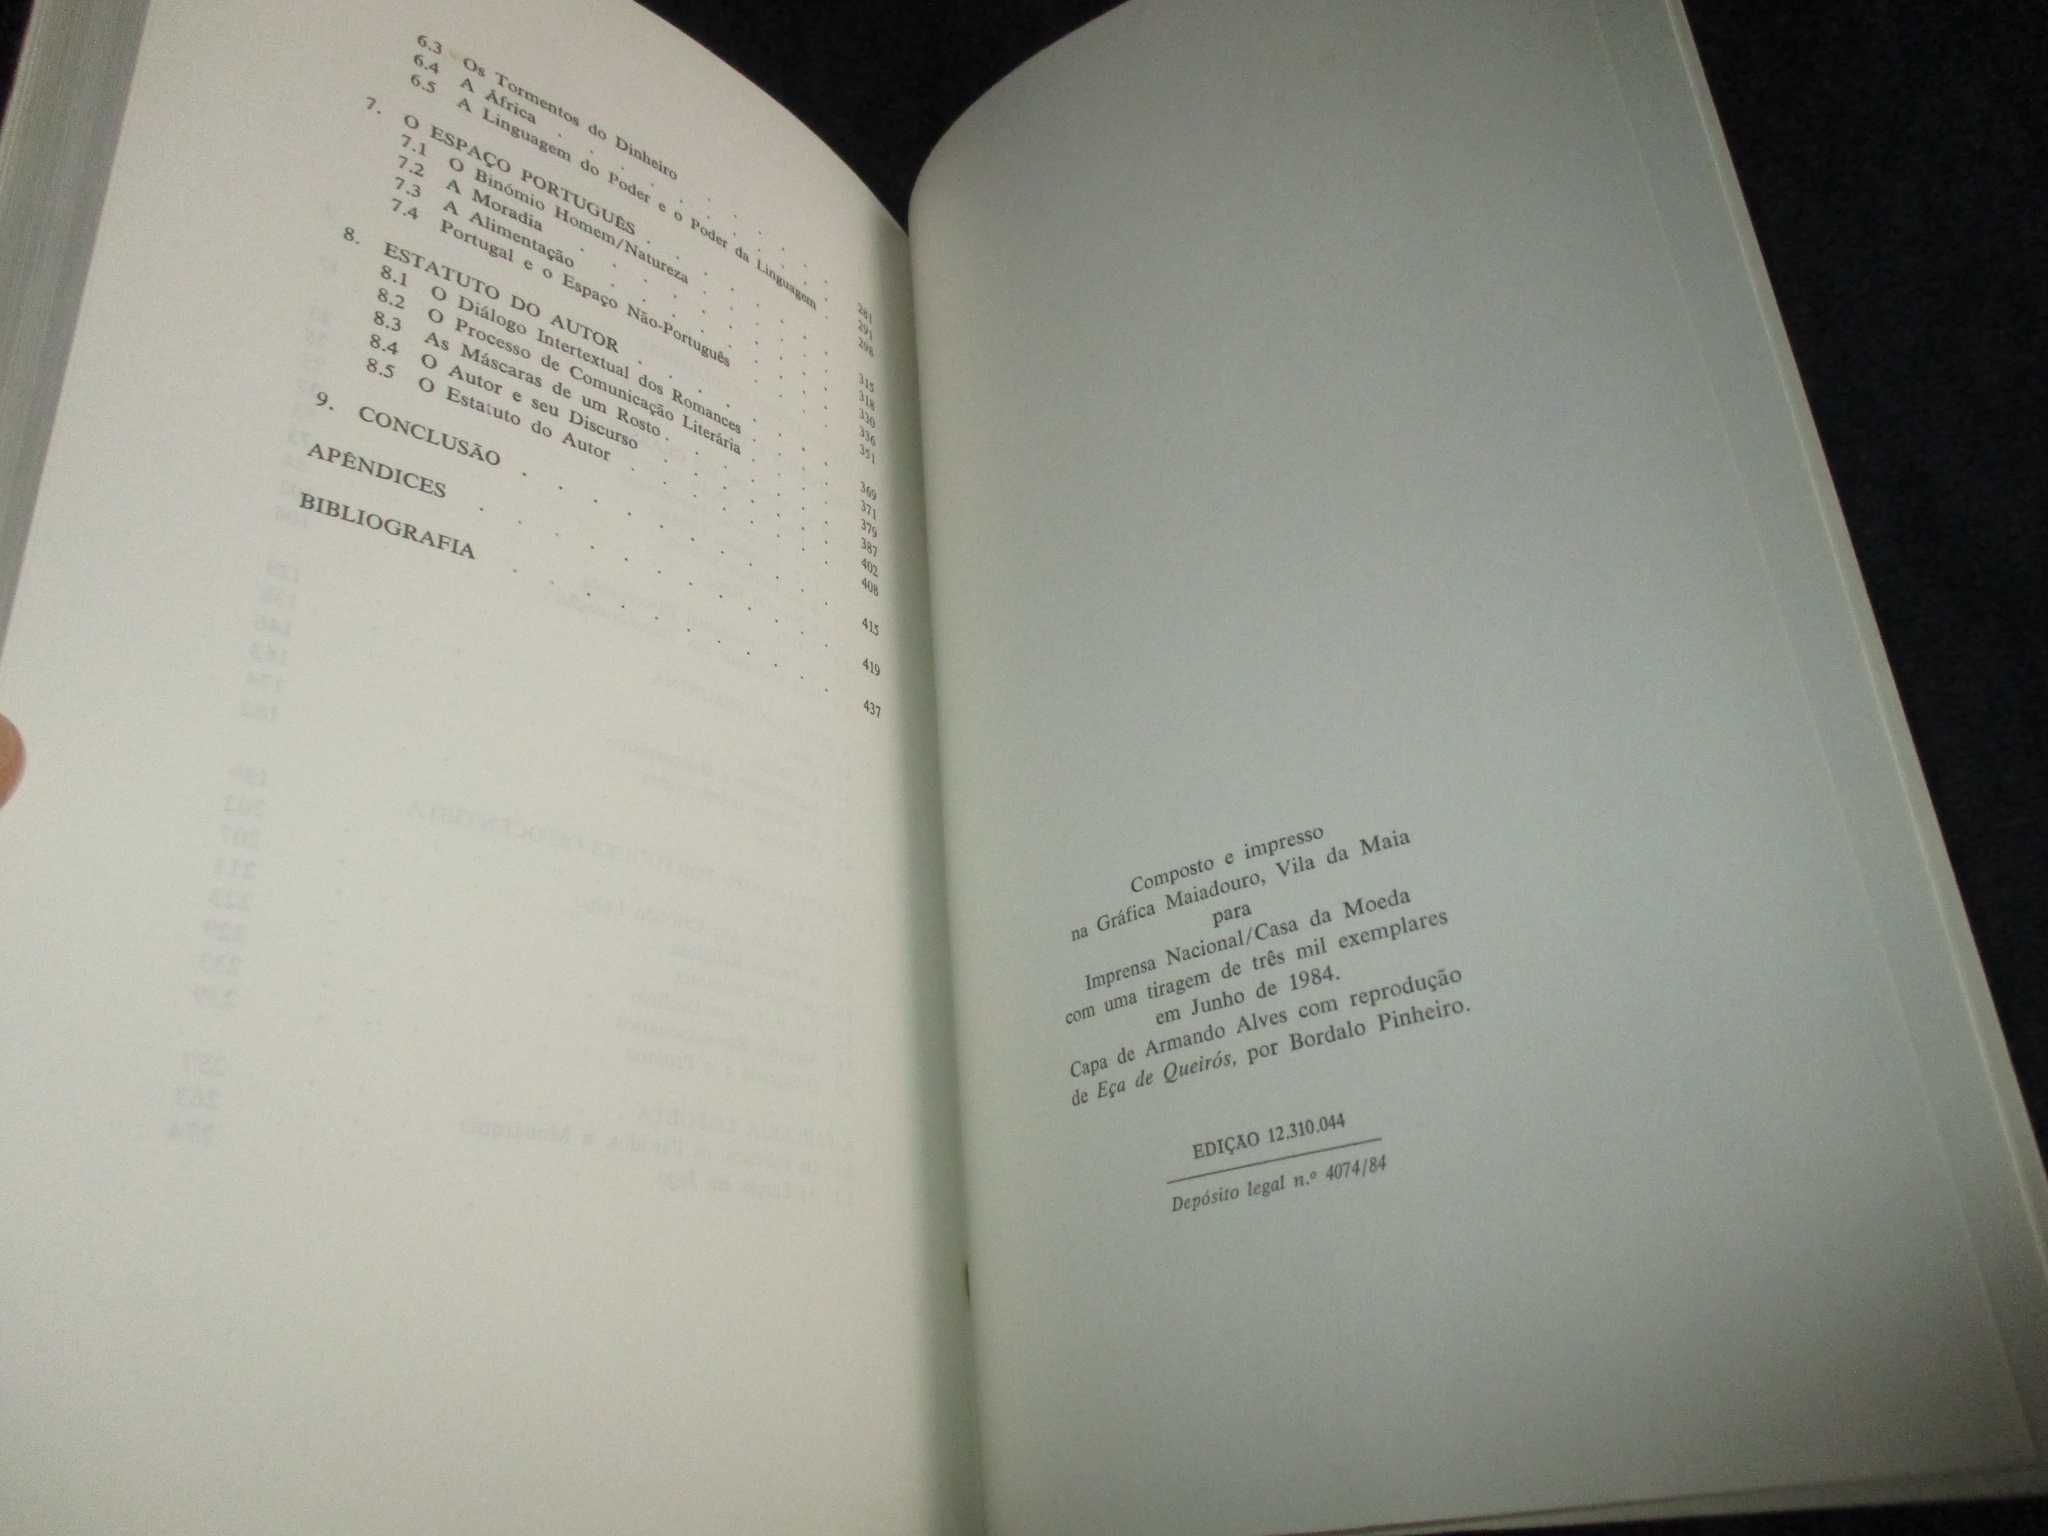 6.3 Os Tormentos do Dinheiro 281
6.4 A África 291
6.5 A Linguagem do Poder e o Poder da Linguagem 298
7. O ESPAÇO PORTUGUÊS 315
7.1 O Binómio Homem/Natureza 318
7.2 A Moradia 330
7.3 A Alimentação 336
7.4 Portugal e o Espaço Não-Português 351
8. ESTATUTO DO AUTOR 369
8.1 O Diálogo Intertextual dos Romances 371
8.2 O Processo de Comunicação Literária 379
8.3 As Máscaras de um Rosto 387
8.4 O Autor e seu Discurso 402
8.5 O Estatuto do Autor 408
9. CONCLUSÃO 415
APÊNDICES 419
BIBLIOGRAFIA 437
Composto e impresso
na Gráfica Maiadouro, Vila da Maia
para
Imprensa Nacional/Casa da Moeda
com uma tiragem de três mil exemplares
em Junho de 1984.
Capa de Armando Alves com reprodução
de Eça de Queirós, por Bordalo Pinheiro.
EDIÇÃO 12.310.044
Depósito legal n.º 4074/84